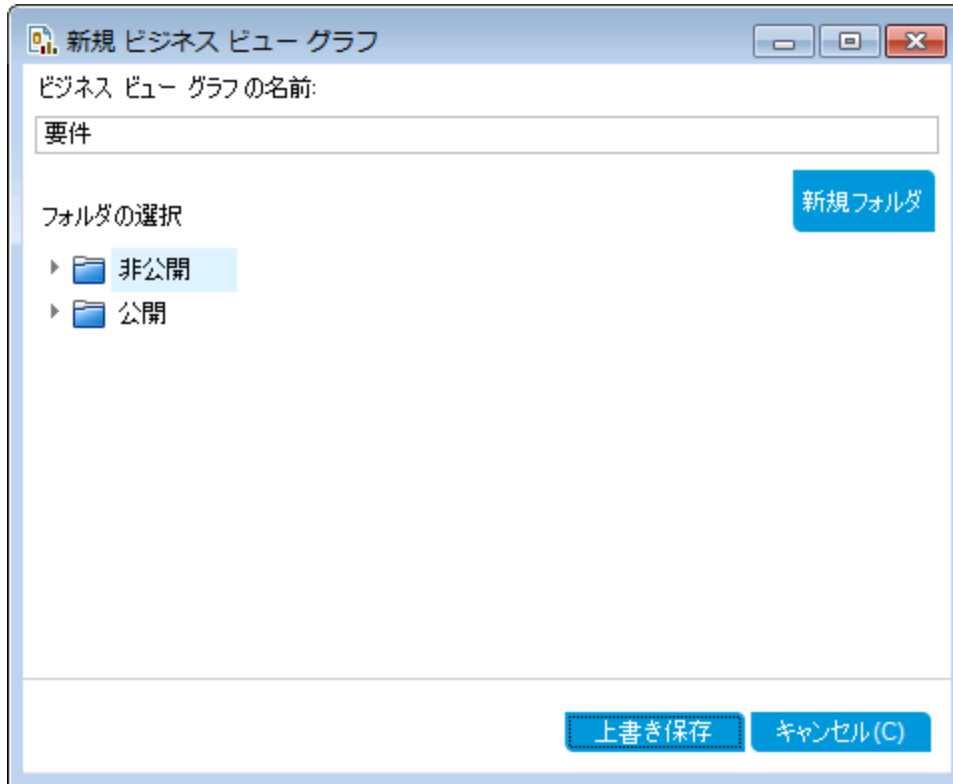 新規 ビジネス ビュー グラフ
ビジネス ビュー グラフの名前:
要件
新規フォルダ
フォルダの選択
非公開
公開
上書き保存
キャンセル(C)